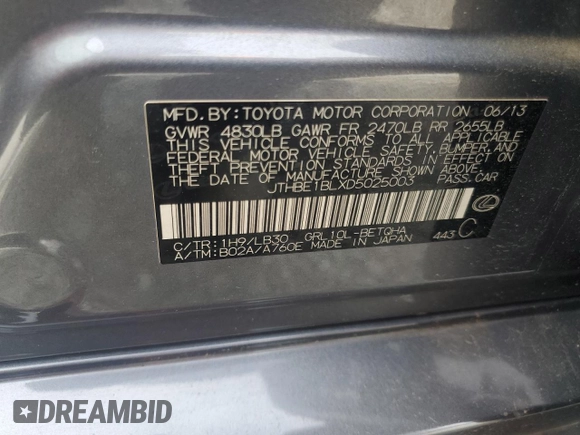 MFD. BY: TOYOTA MOTOR CORPORATION 06/13
GVWR 4830LB GAWR FR 2470LB RR 2655LB
THIS VEHICLE CONFORMS TO ALL APPLICABLE
FEDERAL MOTOR VEHICLE SAFETY, BUMPER, AND
THEFT PREVENTION STANDARDS IN EFFECT ON
THE DATE OF MANUFACTURE SHOWN ABOVE.
JTHBE1BLXD5025003 PASS. CAR
C/TR: 1H9/LB30 GRL10L-BETQHA
A/TM: B02A/A760E MADE IN JAPAN 443 C
DREAMBID